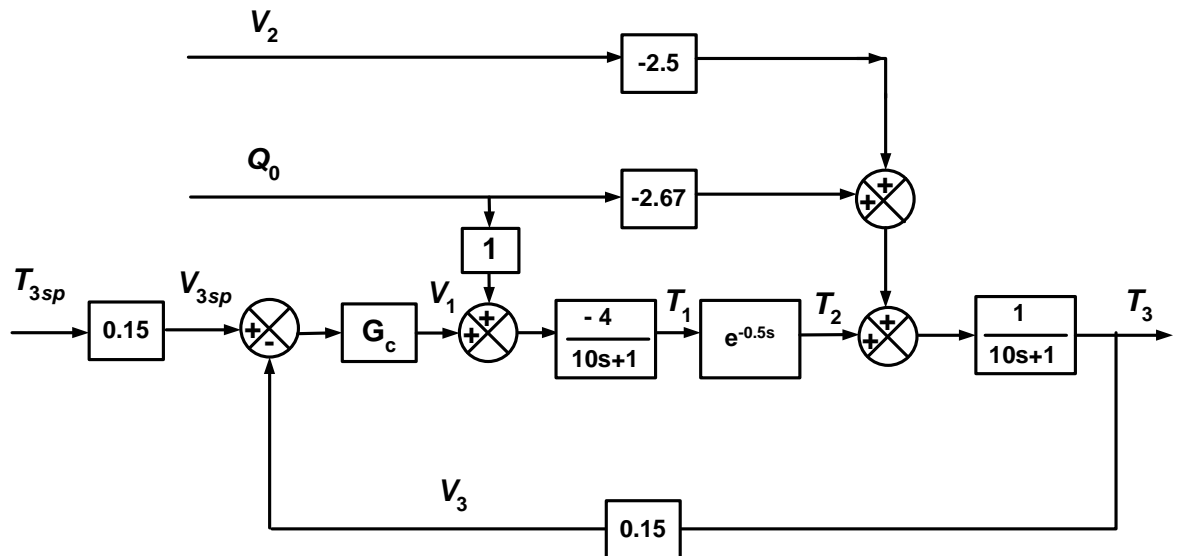 V2
-2.5
Q0
-2.67
+
+
1
T3sp
V3sp
V1
T1
T2
T3
0.15
+
-
Gc
+
+
- 4
10s+1
e-0.5s
+
+
1
10s+1
V3
0.15